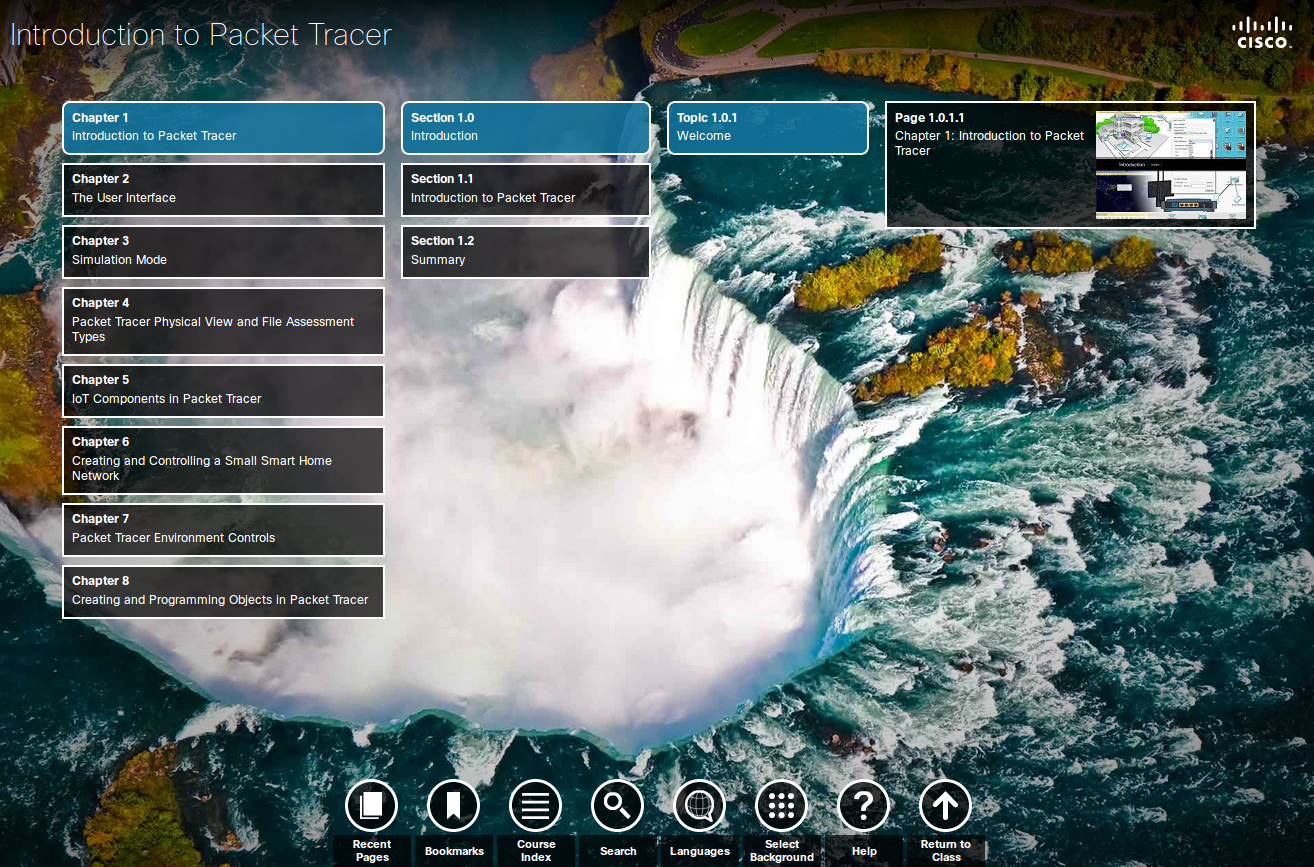 Introduction to Packet Tracer
CISCO
Chapter 1
Introduction to Packet Tracer
Chapter 2
The User Interface
Chapter 3
Simulation Mode
Chapter 4
Packet Tracer Physical View and File Assessment
Types
Chapter 5
IoT Components in Packet Tracer
Chapter 6
Creating and Controlling a Small Smart Home
Network
Chapter 7
Packet Tracer Environment Controls
Chapter 8
Creating and Programming Objects in Packet Tracer
Section 1.0
Introduction
Section 1.1
Introduction to Packet Tracer
Section 1.2
Summary
Topic 1.0.1
Welcome
Page 1.0.1.1
Chapter 1: Introduction to Packet
Tracer
Introduction
Recent
Pages
Bookmarks
Course
Index
Search
Languages
Select
Background
Help
Return to
Class